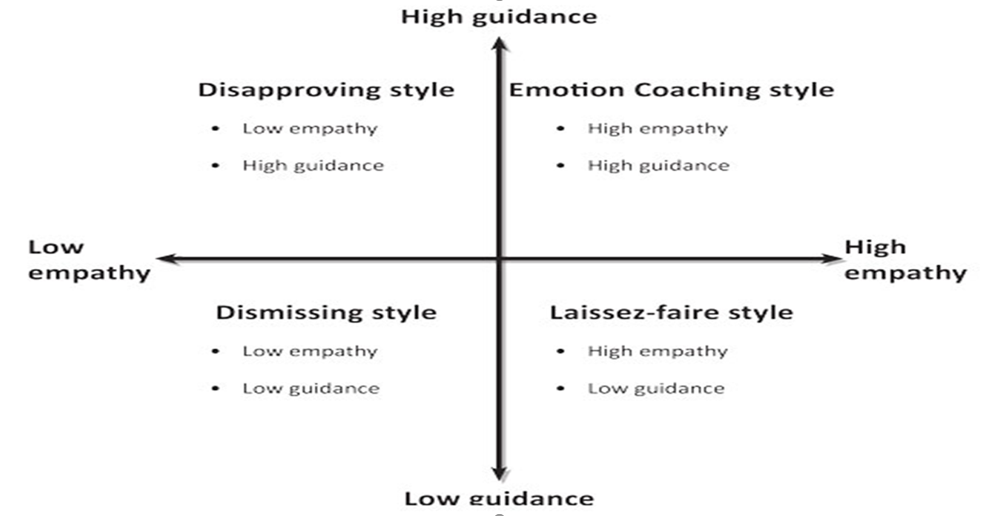 High guidance
Disapproving style
• Low empathy
• High guidance
Emotion Coaching style
• High empathy
• High guidance
Low
empathy
High
empathy
Dismissing style
• Low empathy
• Low guidance
Laissez-faire style
• High empathy
• Low guidance
Low guidance